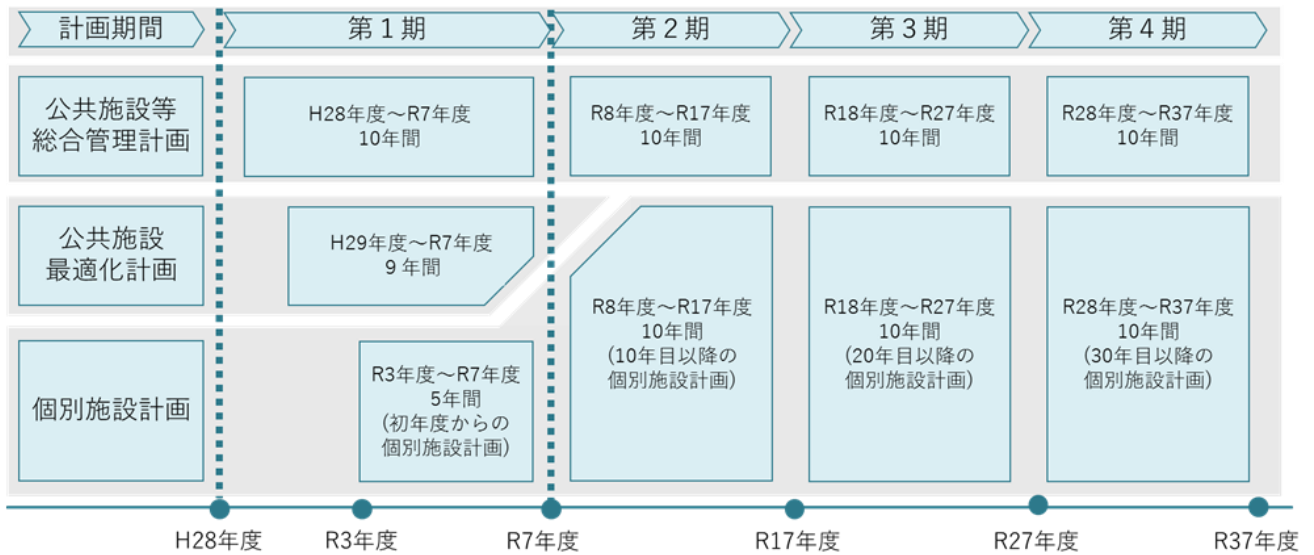 計画期間
第１期
第２期
第３期
第４期
公共施設等
総合管理計画
H28年度～R7年度
10年間
R8年度～R17年度
10年間
R18年度～R27年度
10年間
R28年度～R37年度
10年間
公共施設
最適化計画
H29年度～R7年度
９年間
個別施設計画
R3年度～R7年度
5年間
(初年度からの
個別施設計画)
R8年度～R17年度
10年間
(10年目以降の
個別施設計画)
R18年度～R27年度
10年間
(20年目以降の
個別施設計画)
R28年度～R37年度
10年間
(30年目以降の
個別施設計画)
H28年度
R3年度
R7年度
R17年度
R27年度
R37年度